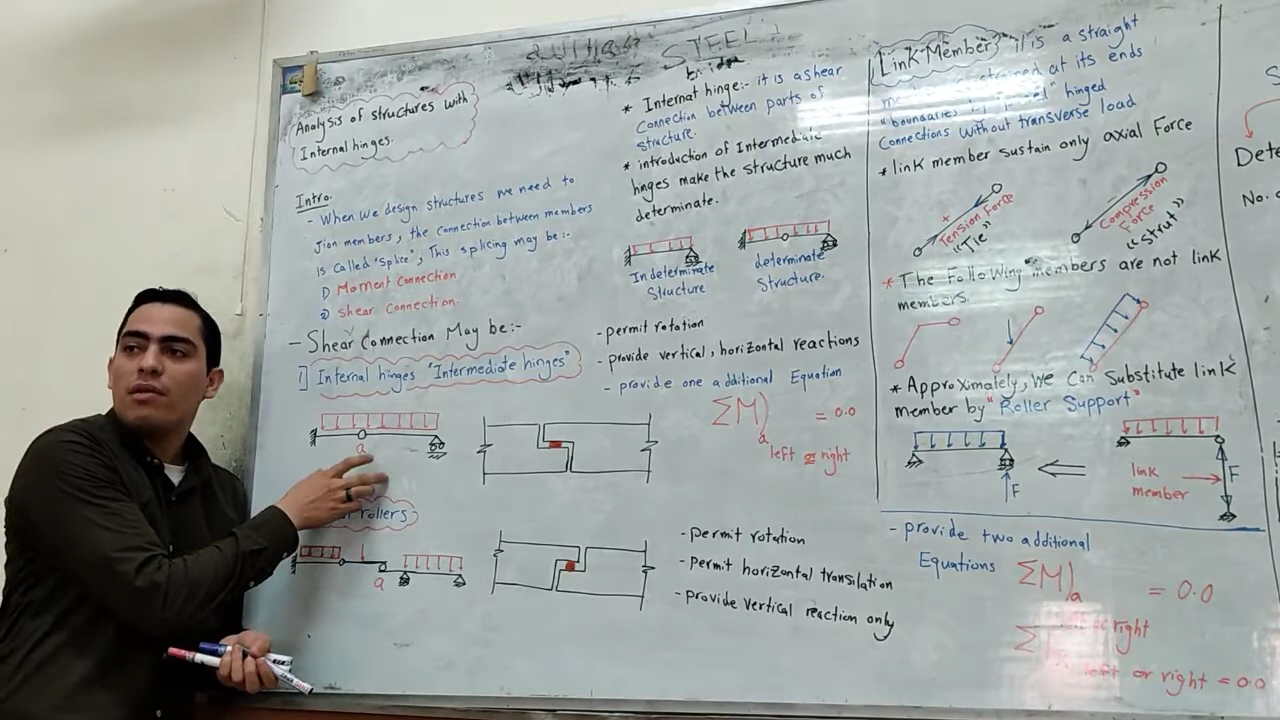 STEEL
Analysis of structures with
Internal hinges.
Intro.
- When we design structures we need to
Jion members, the connection between members
is called "splice", This splicing may be:-
1) Moment Connection
2) Shear Connection.
- Shear Connection May be:-
1] Internal hinges "Intermediate hinges"
a
rollers
a
* Internal hinge:- it is a shear
Connection between parts of
structure.
* introduction of Intermediate
hinges make the structure much
determinate.
Indeterminate
Structure
determinate
Structure.
- permit rotation
- provide vertical, horizontal reactions
- provide one additional Equation
ΣM)a = 0.0
left or right
- permit rotation
- permit horizontal transilation
- provide vertical reaction only
Link Member; it is a straight
at its ends
"boundaries hinged
Connections without transverse load
* link member sustain only axial Force
Tension Force
"Tie"
Compression
Force
"strut"
* The Following members are not link
members.
* Approximately, We Can Substitute link
member by "Roller Support"
F
link
member
F
- provide two additional
Equations ΣM)a = 0.0
right
Σ
left or right = 0.0
Dete
No.